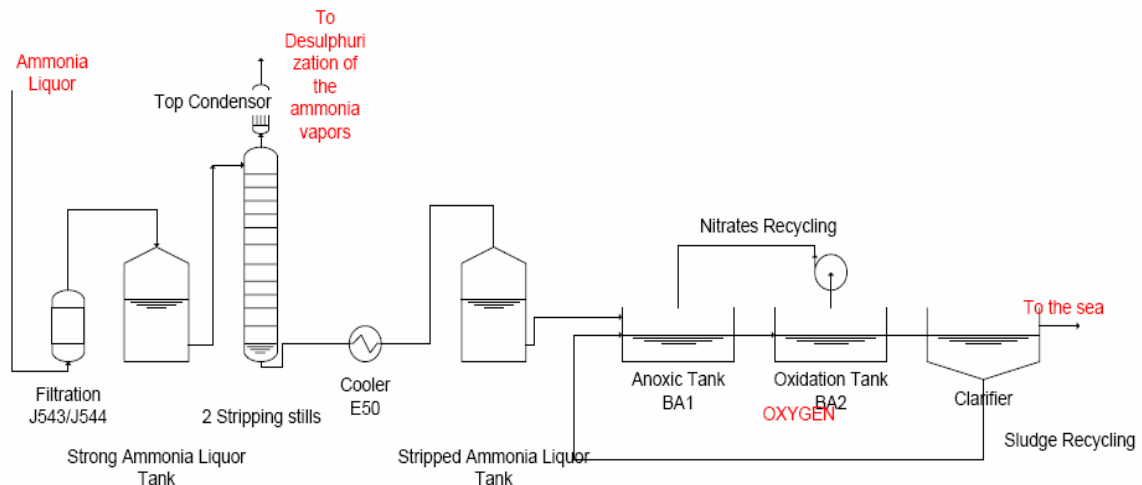 Ammonia
Liquor
To
Desulphuri
zation of
the
ammonia
vapors
Top Condensor
Nitrates Recycling
To the sea
Filtration
J543/J544
2 Stripping stills
Cooler
E50
Anoxic Tank
BA1
Oxidation Tank
BA2
OXYGEN
Clarifier
Sludge Recycling
Strong Ammonia Liquor
Tank
Stripped Ammonia Liquor
Tank